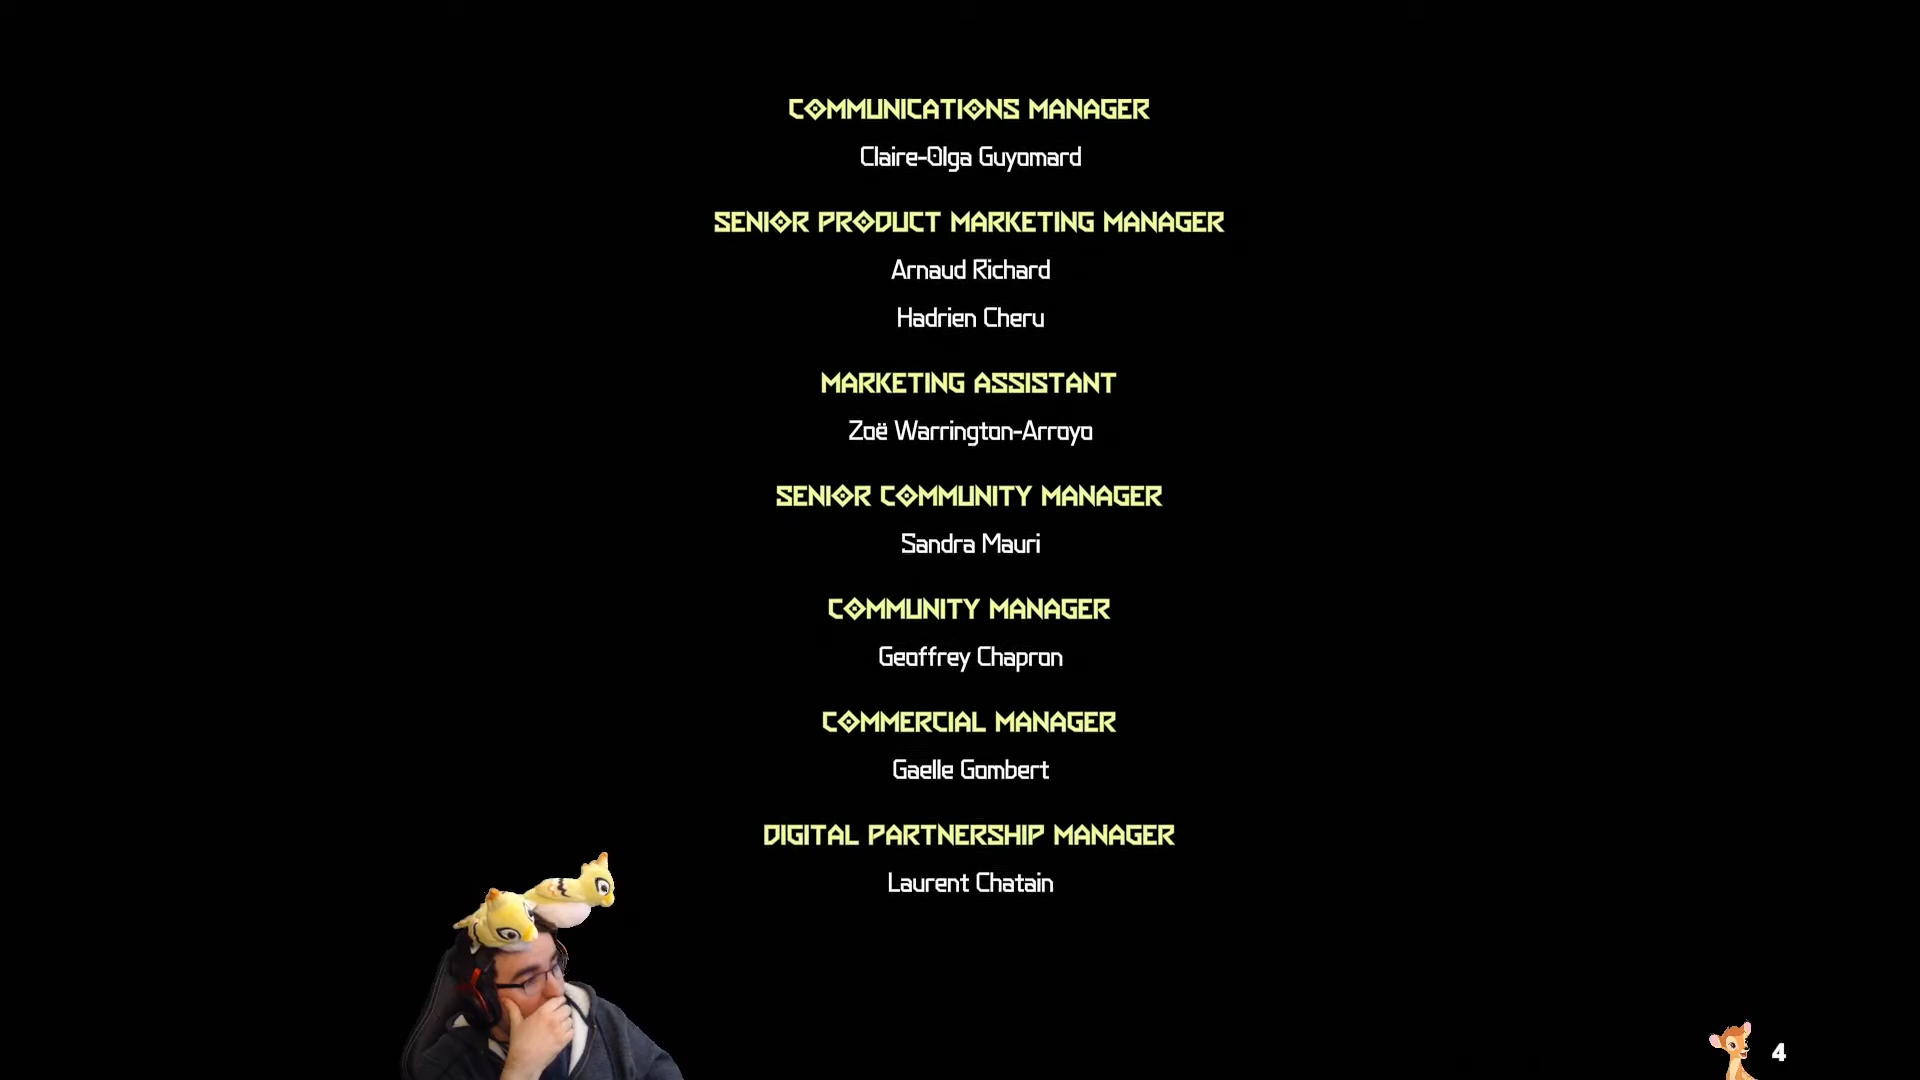 COMMUNICATIONS MANAGER
Claire-Olga Guyomard
SENIOR PRODUCT MARKETING MANAGER
Arnaud Richard
Hadrien Cheru
MARKETING ASSISTANT
Zoë Warrington-Arroyo
SENIOR COMMUNITY MANAGER
Sandra Mauri
COMMUNITY MANAGER
Geoffrey Chapron
COMMERCIAL MANAGER
Gaelle Gombert
DIGITAL PARTNERSHIP MANAGER
Laurent Chatain
4